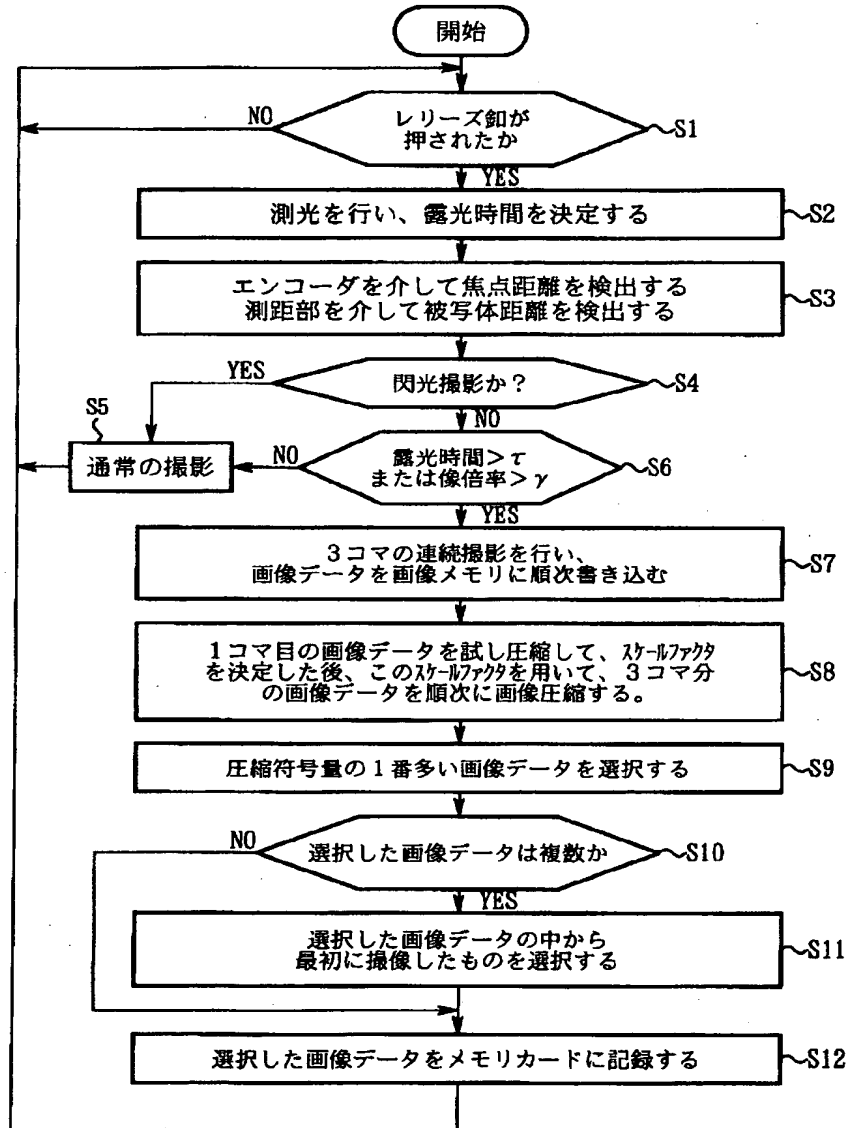 開始
NO
レリーズ釦が
押されたか
S1
YES
測光を行い、露光時間を決定する
S2
エンコーダを介して焦点距離を検出する
測距部を介して被写体距離を検出する
S3
YES
閃光撮影か?
S4
S5
NO
通常の撮影
NO
露光時間>τ
または像倍率>γ
S6
YES
3コマの連続撮影を行い、
画像データを画像メモリに順次書き込む
S7
1コマ目の画像データを試し圧縮して、スケールファクタ
を決定した後、このスケールファクタを用いて、3コマ分
の画像データを順次に画像圧縮する。
S8
圧縮符号量の1番多い画像データを選択する
S9
NO
選択した画像データは複数か
S10
YES
選択した画像データの中から
最初に撮像したものを選択する
S11
選択した画像データをメモリカードに記録する
S12